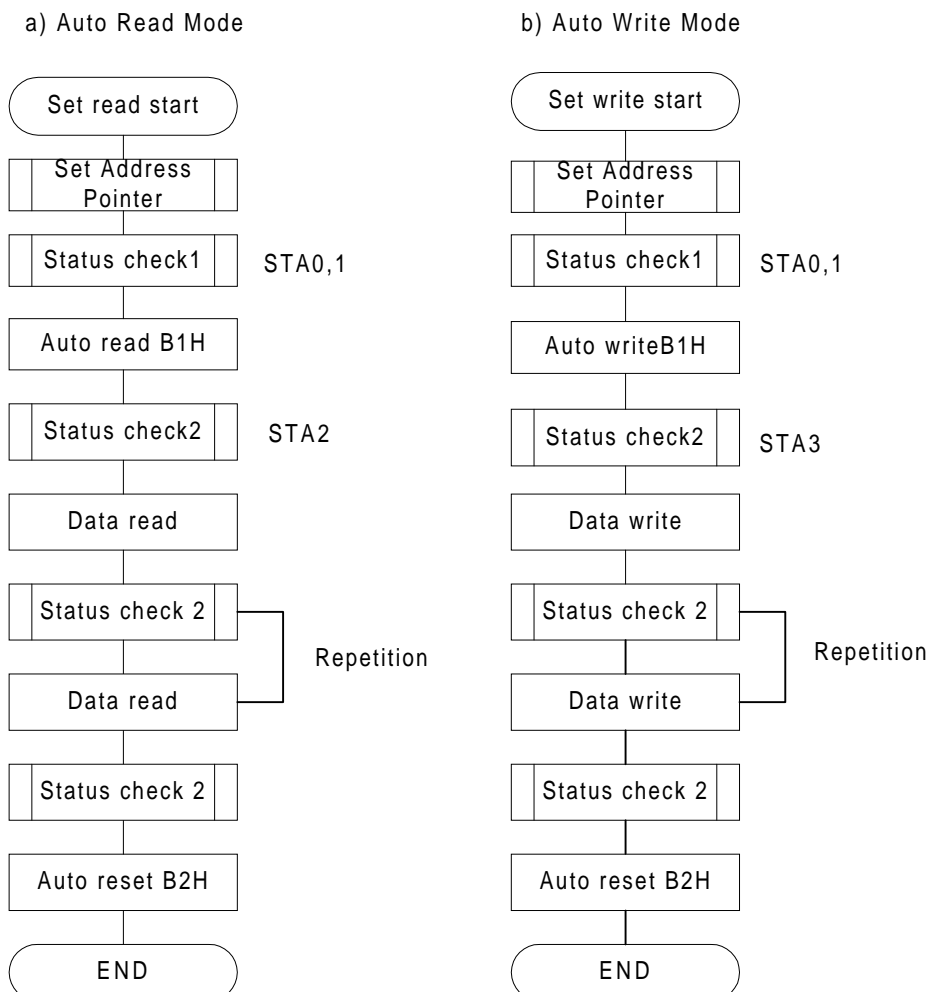 a) Auto Read Mode
Set read start
Set Address
Pointer
Status check1
STA0,1
Auto read B1H
Status check2
STA2
Data read
Status check 2
Repetition
Data read
Status check 2
Auto reset B2H
END
b) Auto Write Mode
Set write start
Set Address
Pointer
Status check1
STA0,1
Auto writeB1H
Status check2
STA3
Data write
Status check 2
Repetition
Data write
Status check 2
Auto reset B2H
END